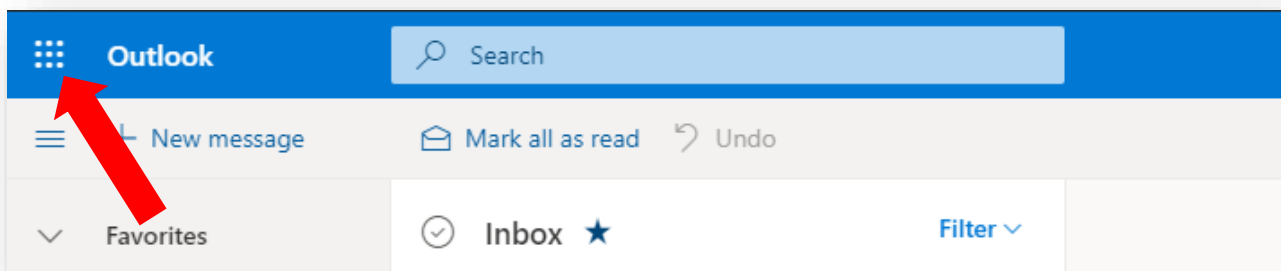 Outlook
Search
New message
Mark all as read
Undo
Favorites
Inbox
Filter